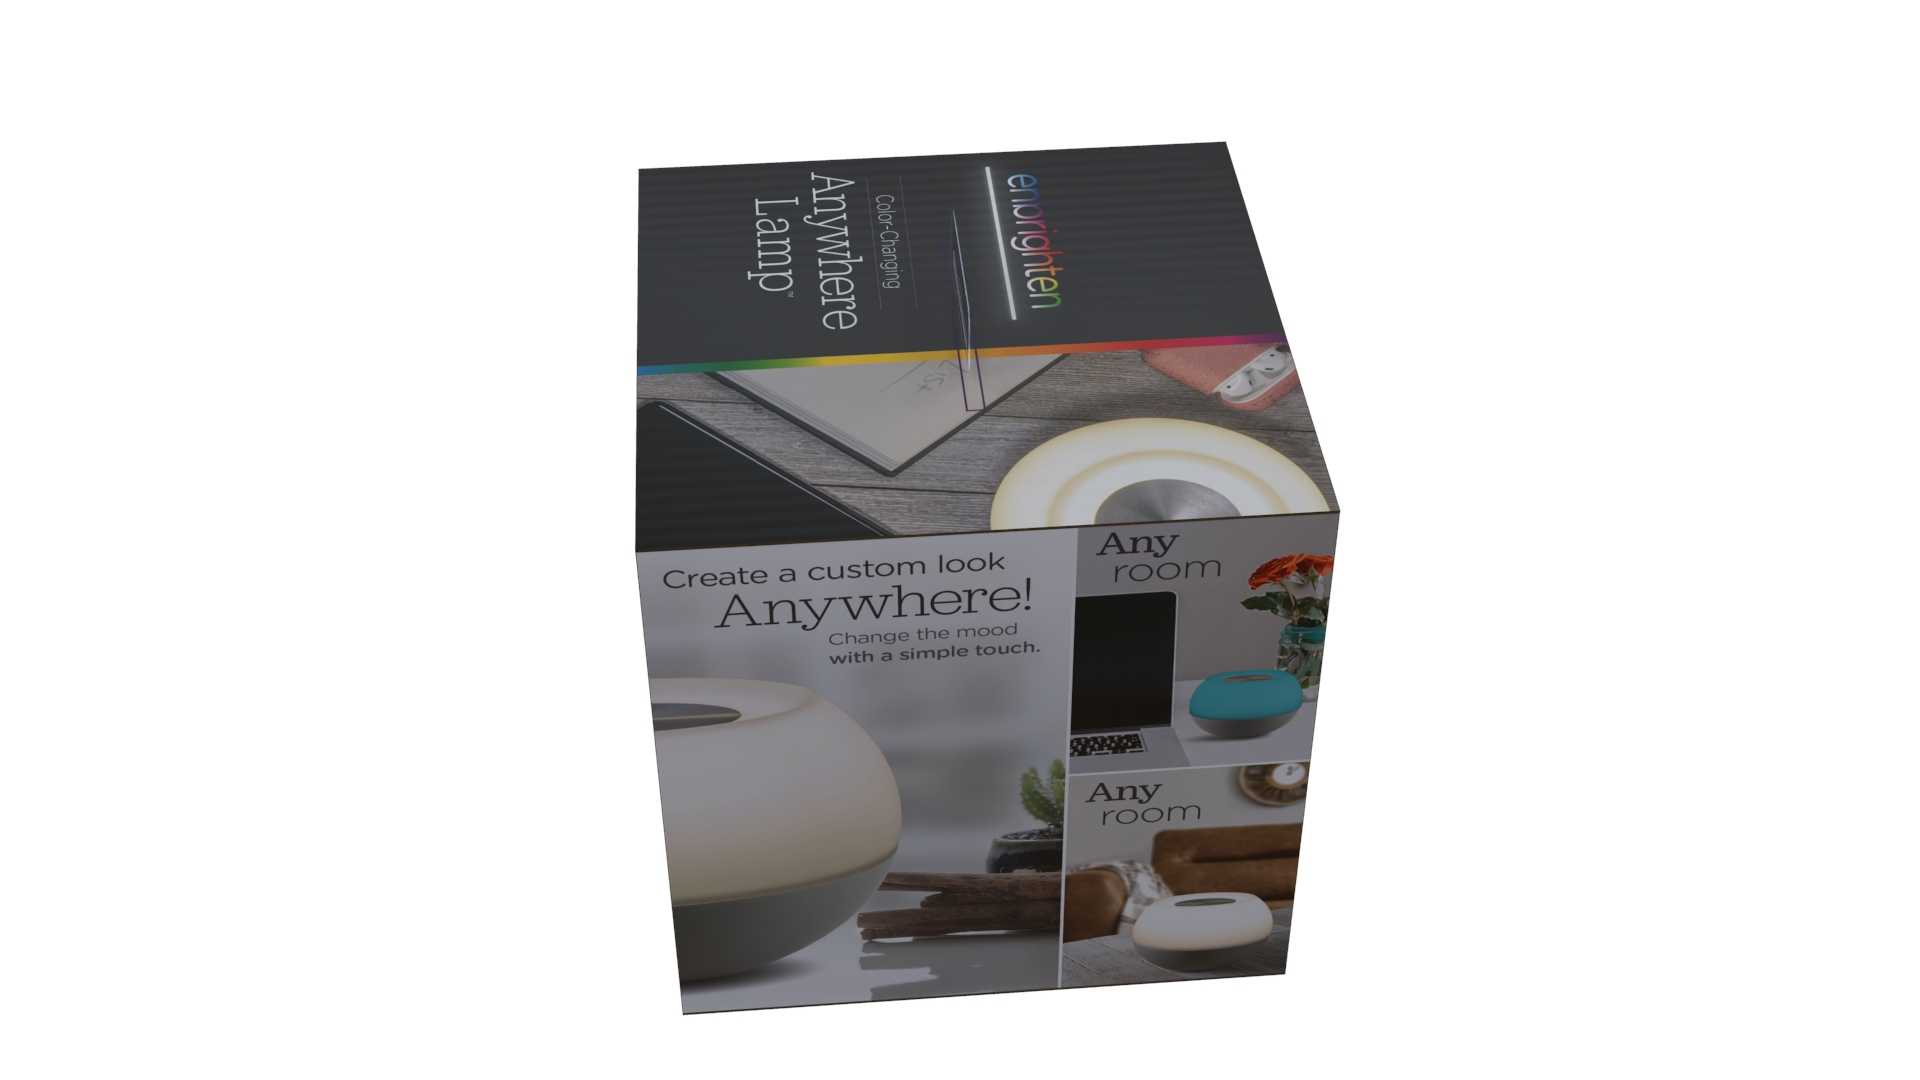 enbrighten
Color-Changing
Anywhere
Lamp™
Create a custom look
Anywhere!
Change the mood
with a simple touch.
Any
room
Any
room